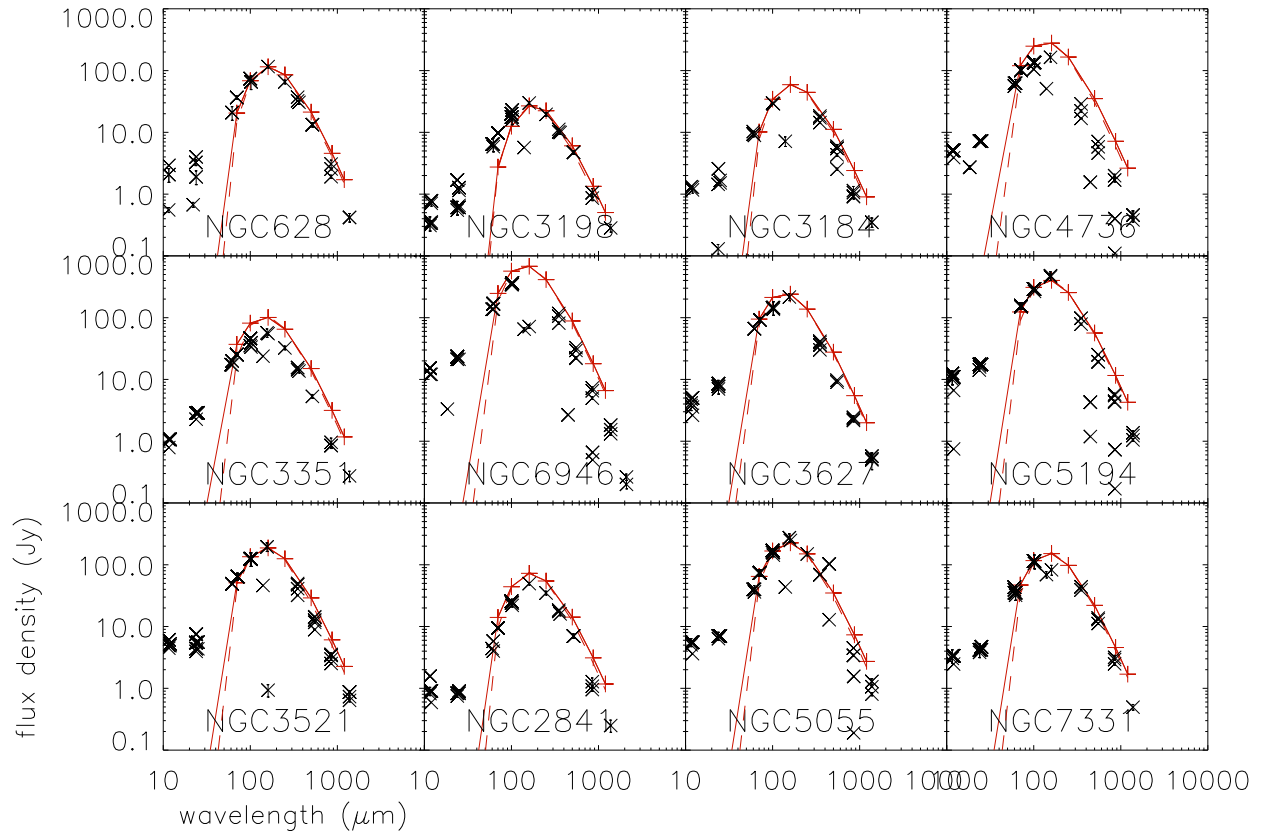 1000.0
100.0
10.0
1.0
0.1
NGC628 NGC3198 NGC3184 NGC4736
1000.0
100.0
10.0
1.0
0.1
NGC3351 NGC6946 NGC3627 NGC5194
1000.0
100.0
10.0
1.0
0.1
NGC3521 NGC2841 NGC5055 NGC7331
flux density (Jy)
10 100 1000 10 100 1000 10 100 1000 10 100 1000 10000
wavelength (μm)